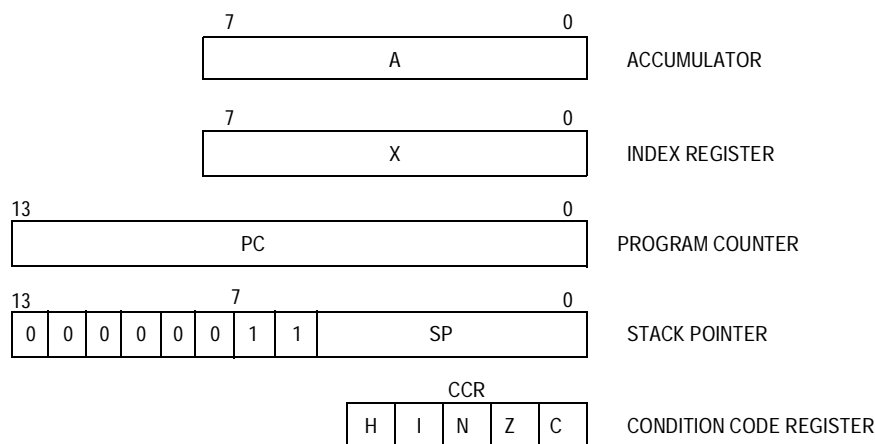 7 0
A ACCUMULATOR
7 0
X INDEX REGISTER
13 0
PC PROGRAM COUNTER
13 7 0
0 0 0 0 0 0 1 1 SP STACK POINTER
CCR
H I N Z C CONDITION CODE REGISTER